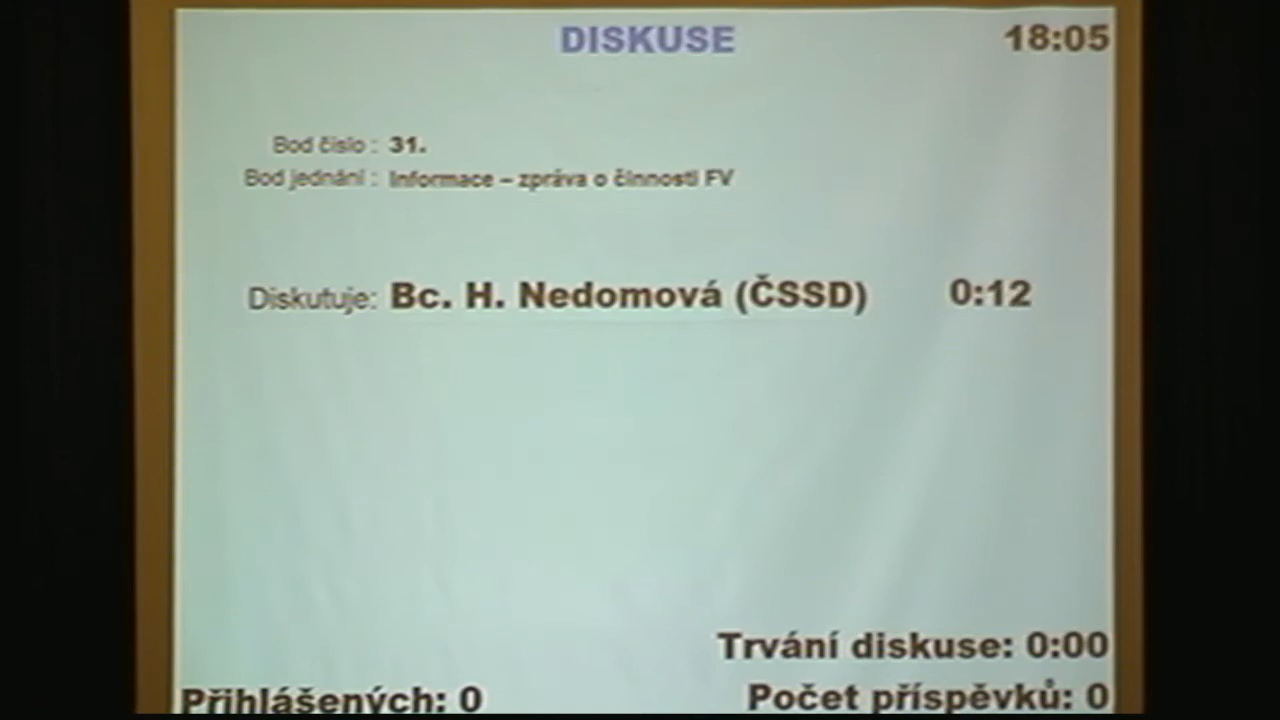 DISKUSE 18:05
Bod číslo : 31.
Bod jednání : Informace – zpráva o činnosti FV
Diskutuje: Bc. H. Nedomová (ČSSD) 0:12
Trvání diskuse: 0:00
Přihlášených: 0 Počet příspěvků: 0